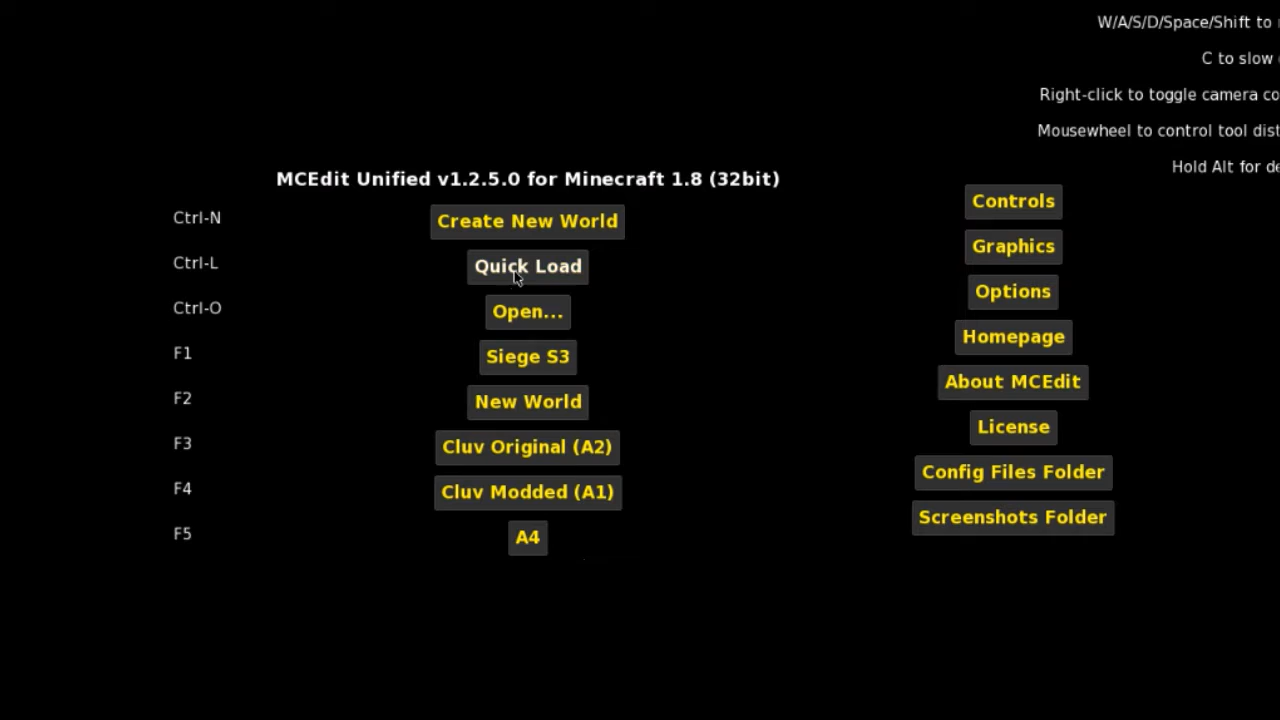 W/A/S/D/Space/Shift to
C to slow
Right-click to toggle camera co
Mousewheel to control tool dist
Hold Alt for de
MCEdit Unified v1.2.5.0 for Minecraft 1.8 (32bit)
Ctrl-N Create New World
Ctrl-L Quick Load
Ctrl-O Open...
F1 Siege S3
F2 New World
F3 Cluv Original (A2)
F4 Cluv Modded (A1)
F5 A4
Controls
Graphics
Options
Homepage
About MCEdit
License
Config Files Folder
Screenshots Folder